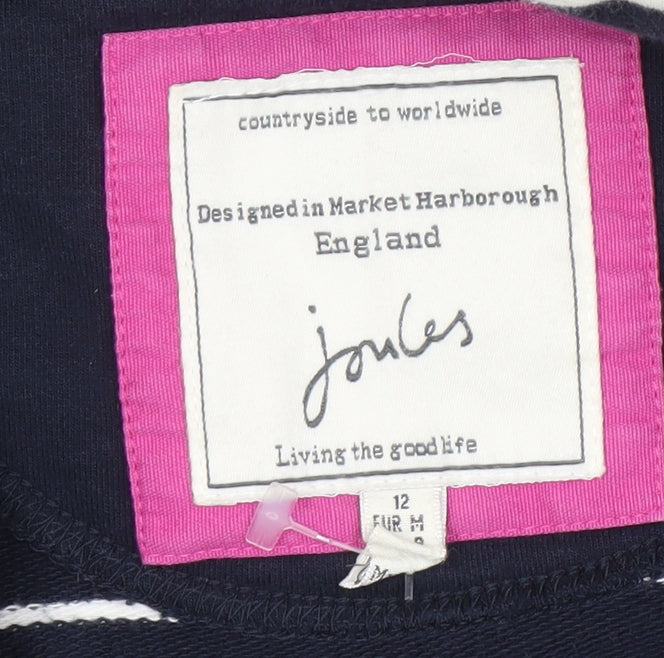 countryside to worldwide
Designed in Market Harborough
England
joules
Living the good life
12
EUR M